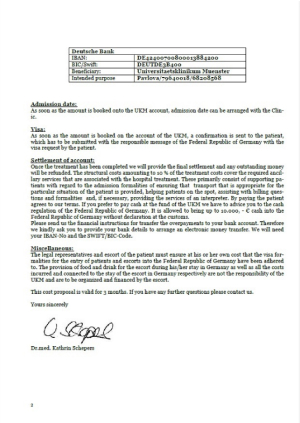 Deutsche Bank
IBAN: DE42400700800013884200
BIC/Swift: DEUTDE3B400
Beneficiary: Universitaetsklinikum Muenster
Intended purpose Pavlova/79640018/68208368
Admission date:
As soon as the amount is booked onto the UKM account, admission date can be arranged with the Clin-
ic.
Visa:
As soon as the amount is booked on the account of the UKM, a confirmation is sent to the patient,
which has to be submitted with the responsible message of the Federal Republic of Germany with the
visa request by the patient.
Settlement of account:
Once the treatment has been completed we will provide the final settlement and any outstanding money
will be refunded. The structural costs amounting to 10 % of the treatment costs cover the required ancil-
lary services that are associated with the hospital treatment. These primarily consist of supporting pa-
tients with regard to the admission formalities of ensuring that transport that is appropriate for the
particular situation of the patient is provided, helping patients on the spot, assisting with billing ques-
tions and formalities and, if necessary, providing the services of an interpreter. By paying the patient
agrees to our terms. If you prefer to pay cash at the fund of the UKM we have to advice you to the cash
regulation of the Federal Republic of Germany. It is allowed to bring up to 10.000, - € cash into the
Federal Republic of Germany without declaration at the customs.
Please send us the financial instructions for transfer the overpayments to your bank account. Therefore
we kindly ask you to provide your bank details to arrange an electronic money transfer. We will need
your IBAN-No and the SWIFT/BIC-Code.
Miscellaneous:
The legal representatives and escort of the patient must ensure at his or her own cost that the visa for-
malities for the entry of patients and escorts into the Federal Republic of Germany have been adhered
to. The provision of food and drink for the escort during his/her stay in Germany as well as all the costs
incurred and connected to the stay of the escort in Germany respectively are not the responsibility of the
UKM and are to be organized and financed by the escort.
This cost proposal is valid for 3 months. If you have any further questions please contact us.
Yours sincerely
Dr.med. Kathrin Schepers